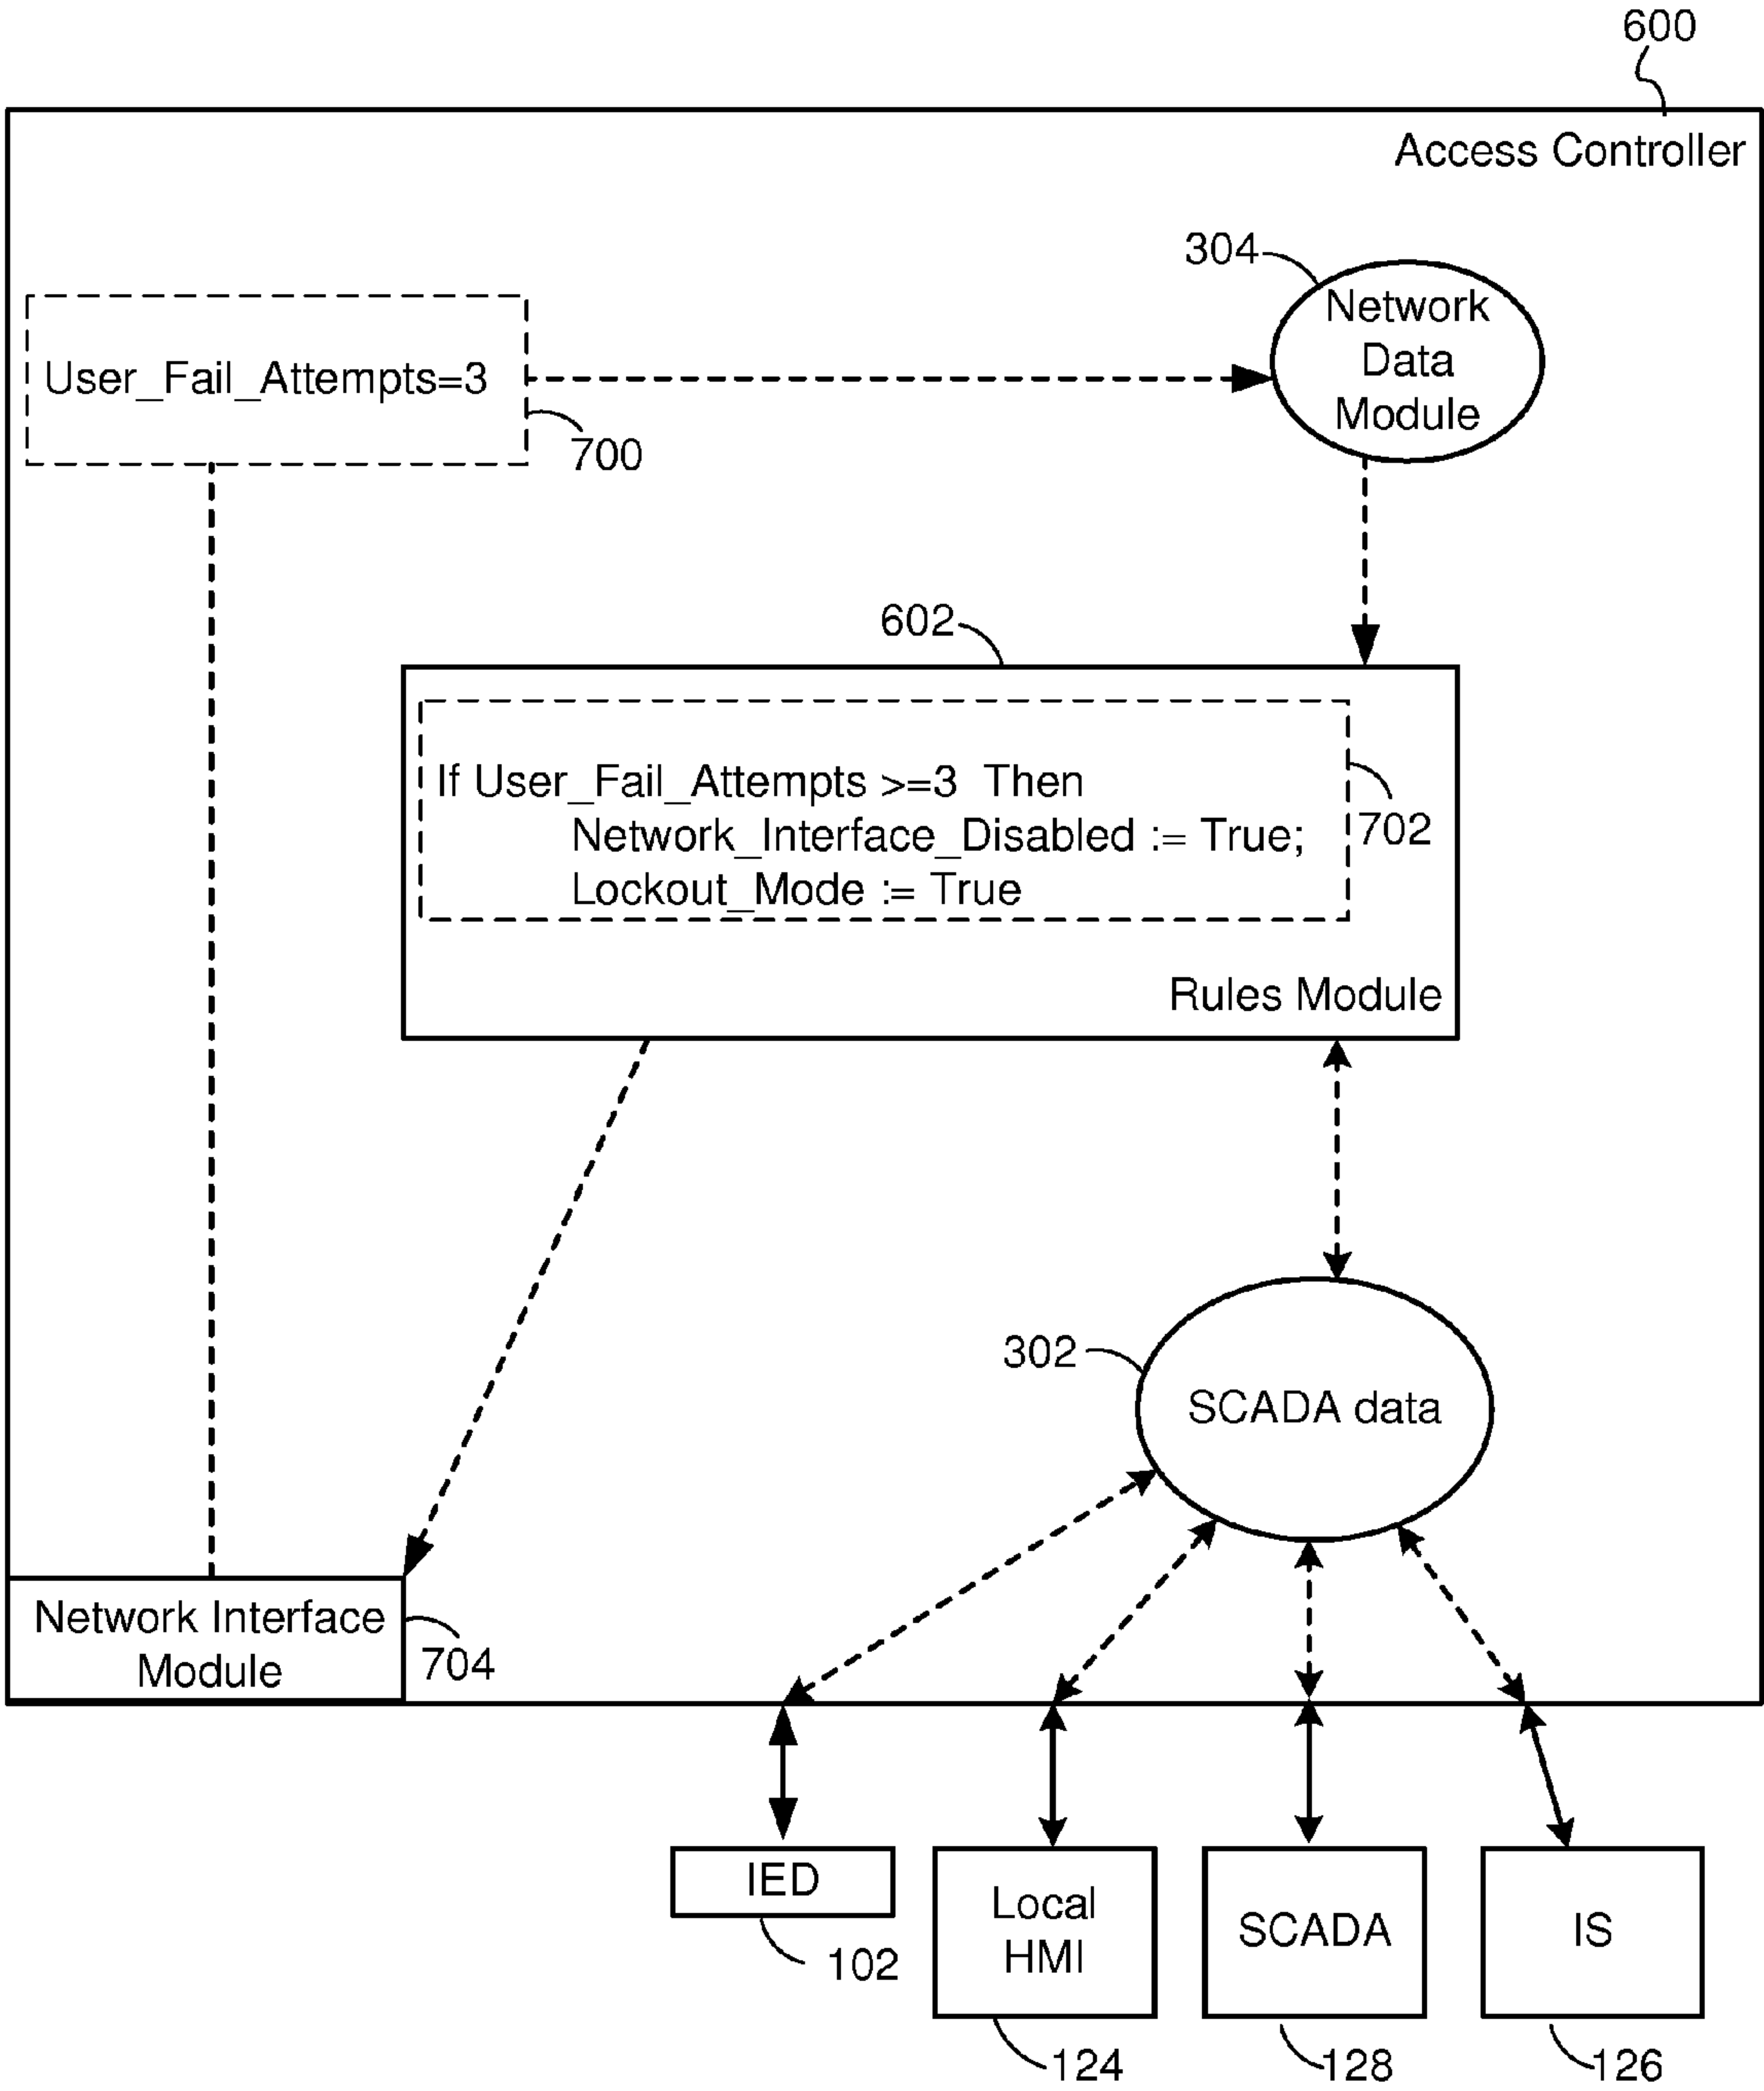 600
Access Controller
304
Network
Data
Module
User_Fail_Attempts=3
700
602
If User_Fail_Attempts >=3 Then
Network_Interface_Disabled := True;
Lockout_Mode := True
702
Rules Module
302
SCADA data
Network Interface
Module
704
IED
102
Local
HMI
124
SCADA
128
IS
126